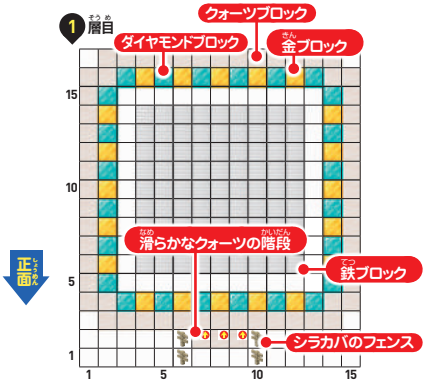 1 層目
そうめ
クォーツブロック
ダイヤモンドブロック
きん
金ブロック
15
10
なめ かいだん
滑らかなクォーツの階段
てつ
鉄ブロック
正面
しょうめん
5
シラカバのフェンス
1
1 5 10 15